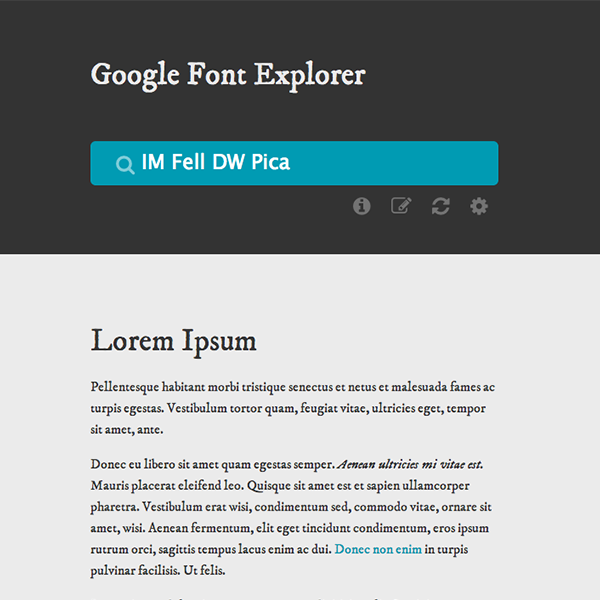 Google Font Explorer
IM Fell DW Pica
Lorem Ipsum
Pellentesque habitant morbi tristique senectus et netus et malesuada fames ac
turpis egestas. Vestibulum tortor quam, feugiat vitae, ultricies eget, tempor
sit amet, ante.
Donec eu libero sit amet quam egestas semper. Aenean ultricies mi vitae est.
Mauris placerat eleifend leo. Quisque sit amet est et sapien ullamcorper
pharetra. Vestibulum erat wisi, condimentum sed, commodo vitae, ornare sit
amet, wisi. Aenean fermentum, elit eget tincidunt condimentum, eros ipsum
rutrum orci, sagittis tempus lacus enim ac dui. Donec non enim in turpis
pulvinar facilisis. Ut felis.